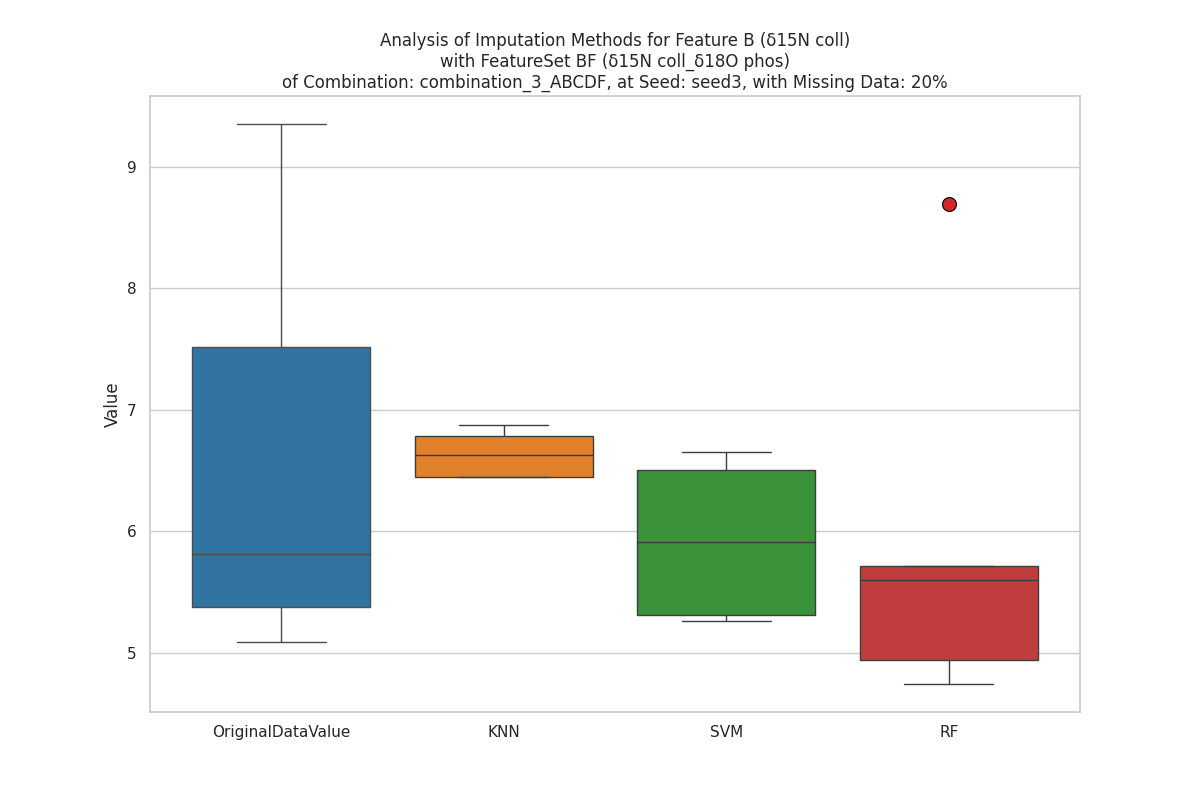 Analysis of Imputation Methods for Feature B (δ15N coll)
with FeatureSet BF (δ15N coll_δ18O phos)
of Combination: combination_3_ABCDF, at Seed: seed3, with Missing Data: 20%
Value
9
8
7
6
5
OriginalDataValue
KNN
SVM
RF